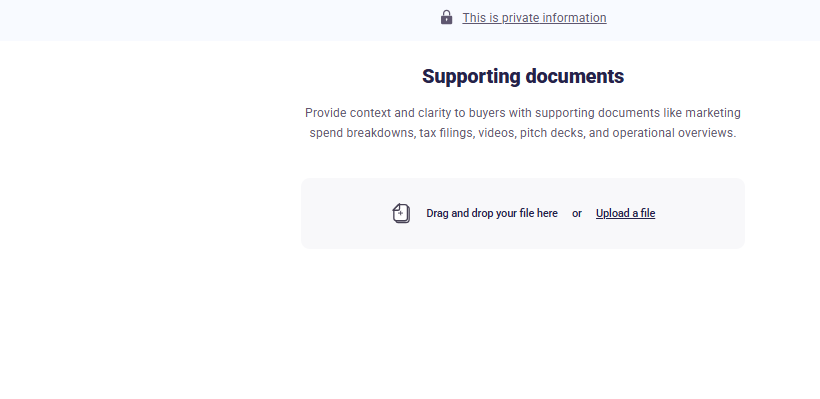 This is private information
Supporting documents
Provide context and clarity to buyers with supporting documents like marketing
spend breakdowns, tax filings, videos, pitch decks, and operational overviews.
Drag and drop your file here or Upload a file